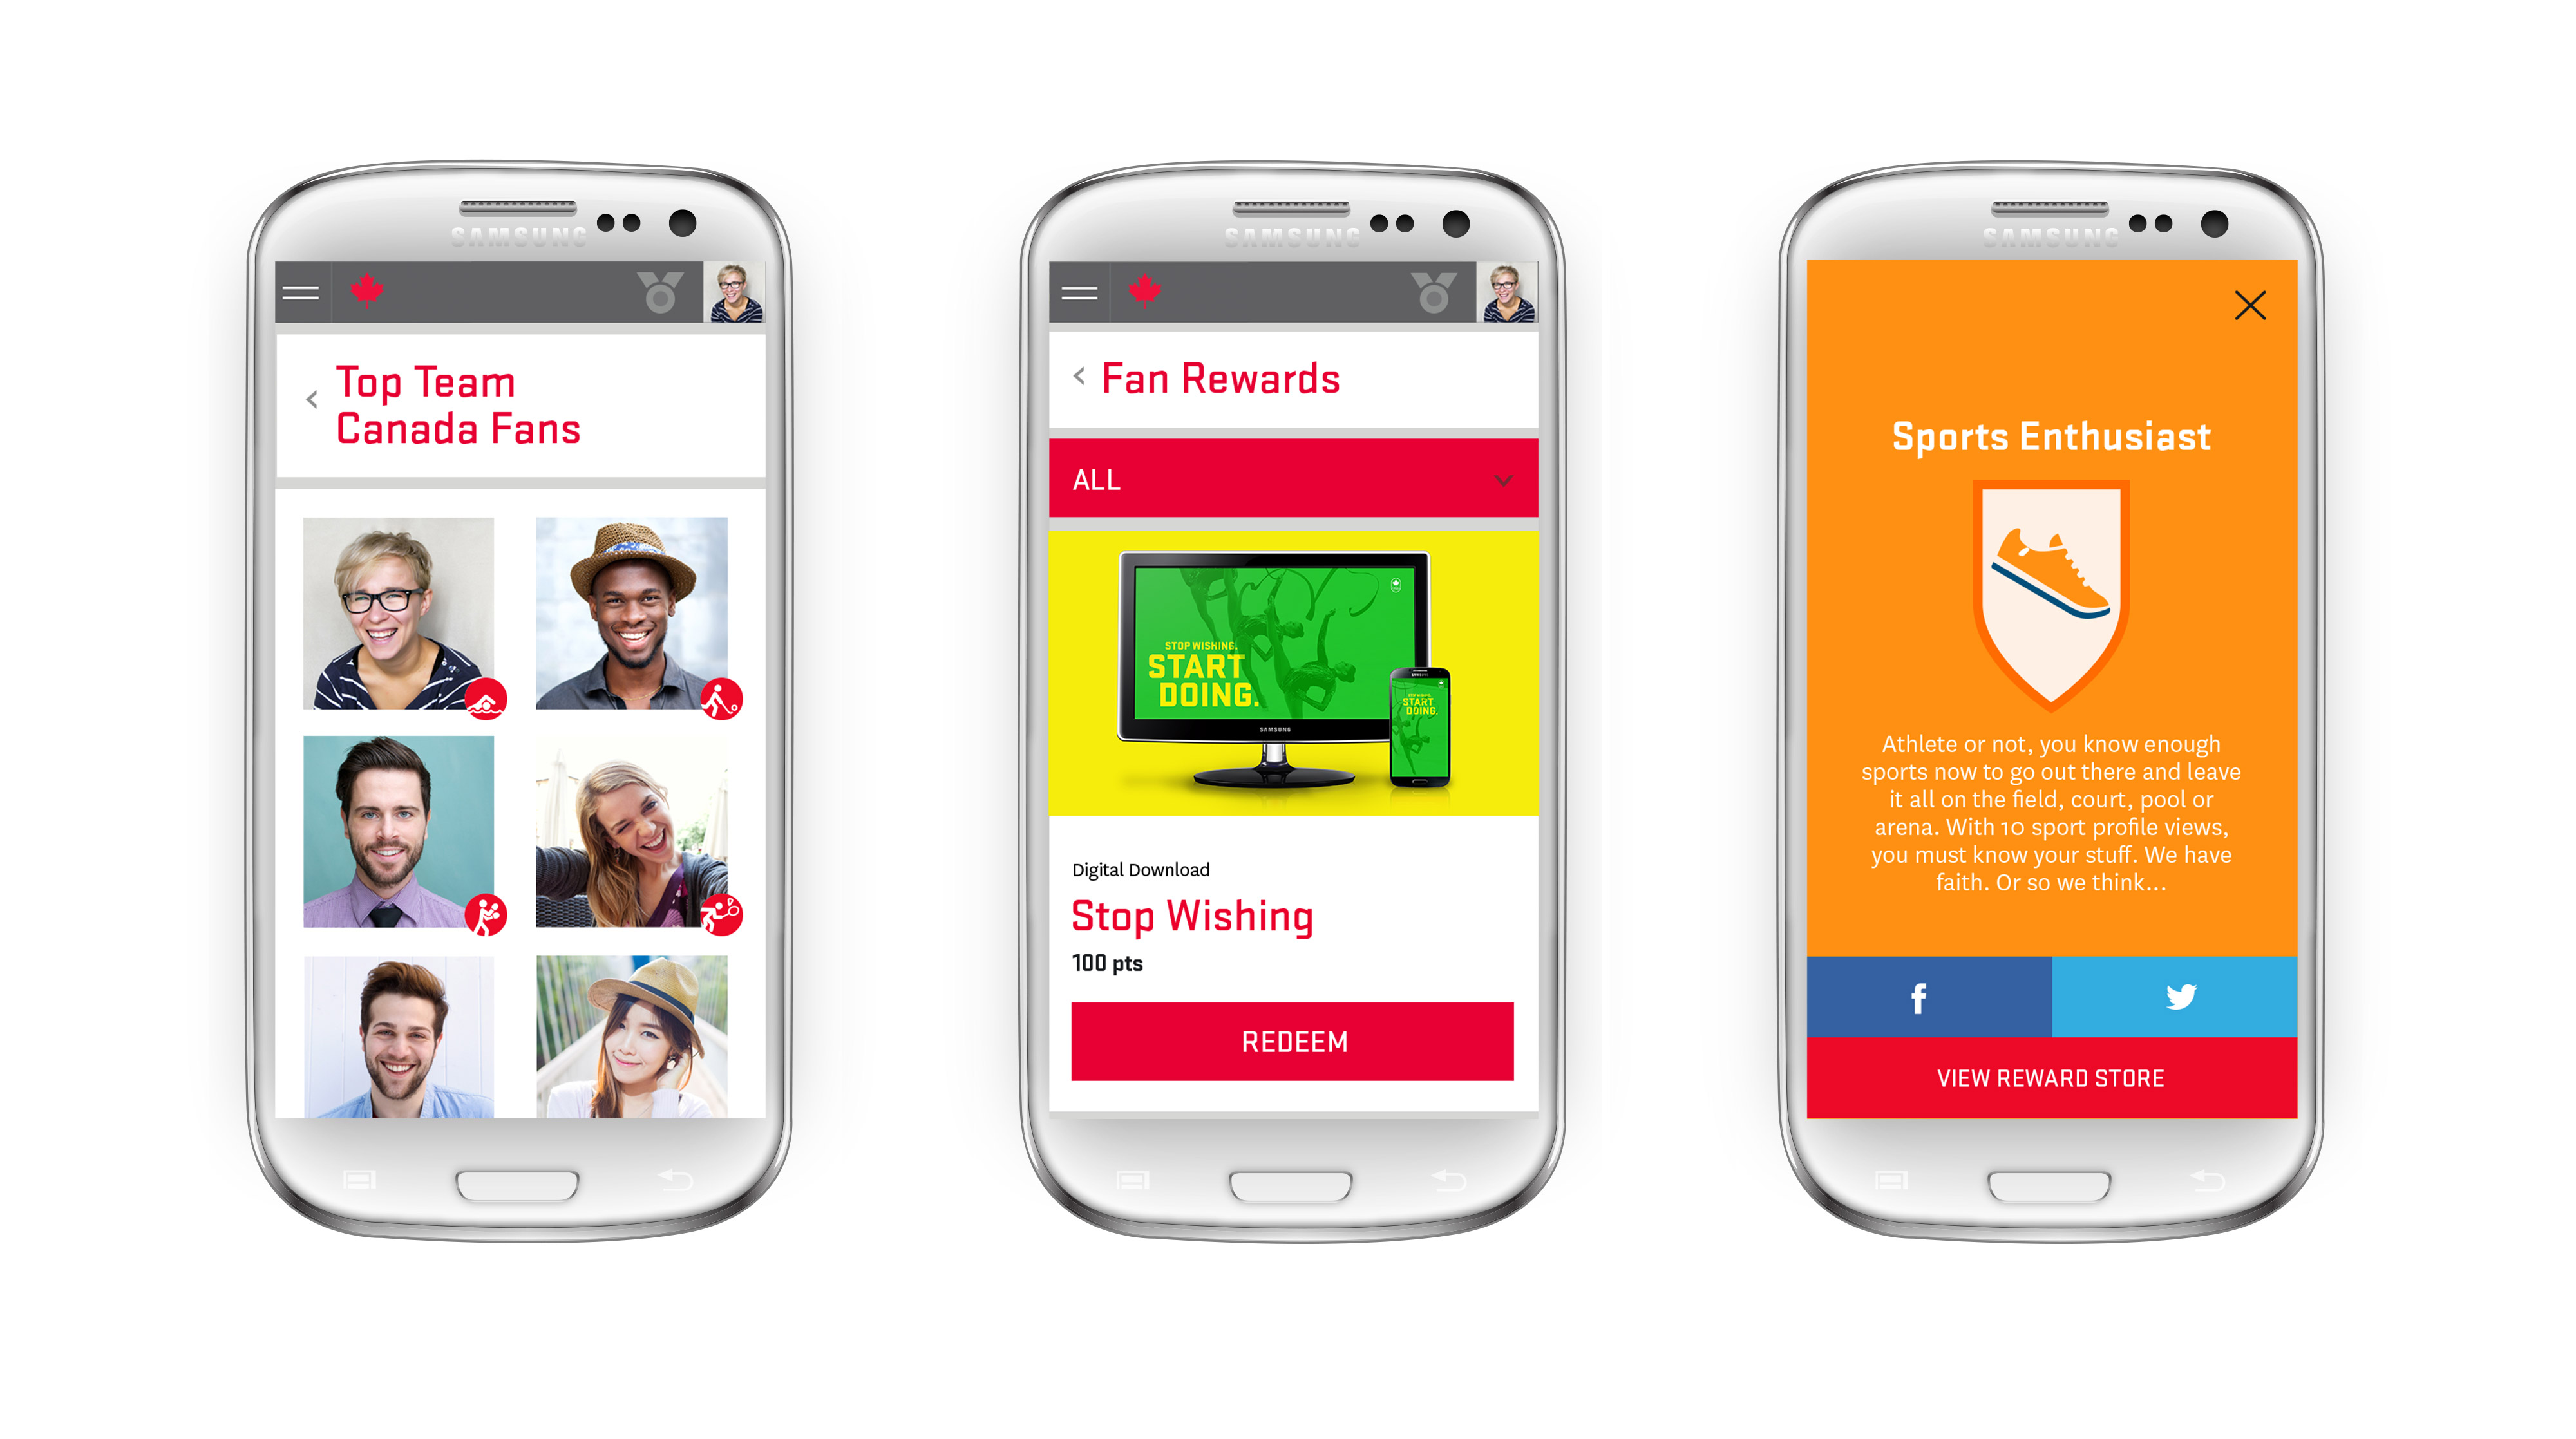 SAMSUNG
Top Team
Canada Fans
SAMSUNG
Fan Rewards
ALL
STOP WISHING.
START
DOING.
SAMSUNG
SAMSUNG
STOP WISHING.
START
DOING.
Digital Download
Stop Wishing
100 pts
REDEEM
SAMSUNG
Sports Enthusiast
Athlete or not, you know enough
sports now to go out there and leave
it all on the field, court, pool or
arena. With 10 sport profile views,
you must know your stuff. We have
faith. Or so we think...
f
VIEW REWARD STORE